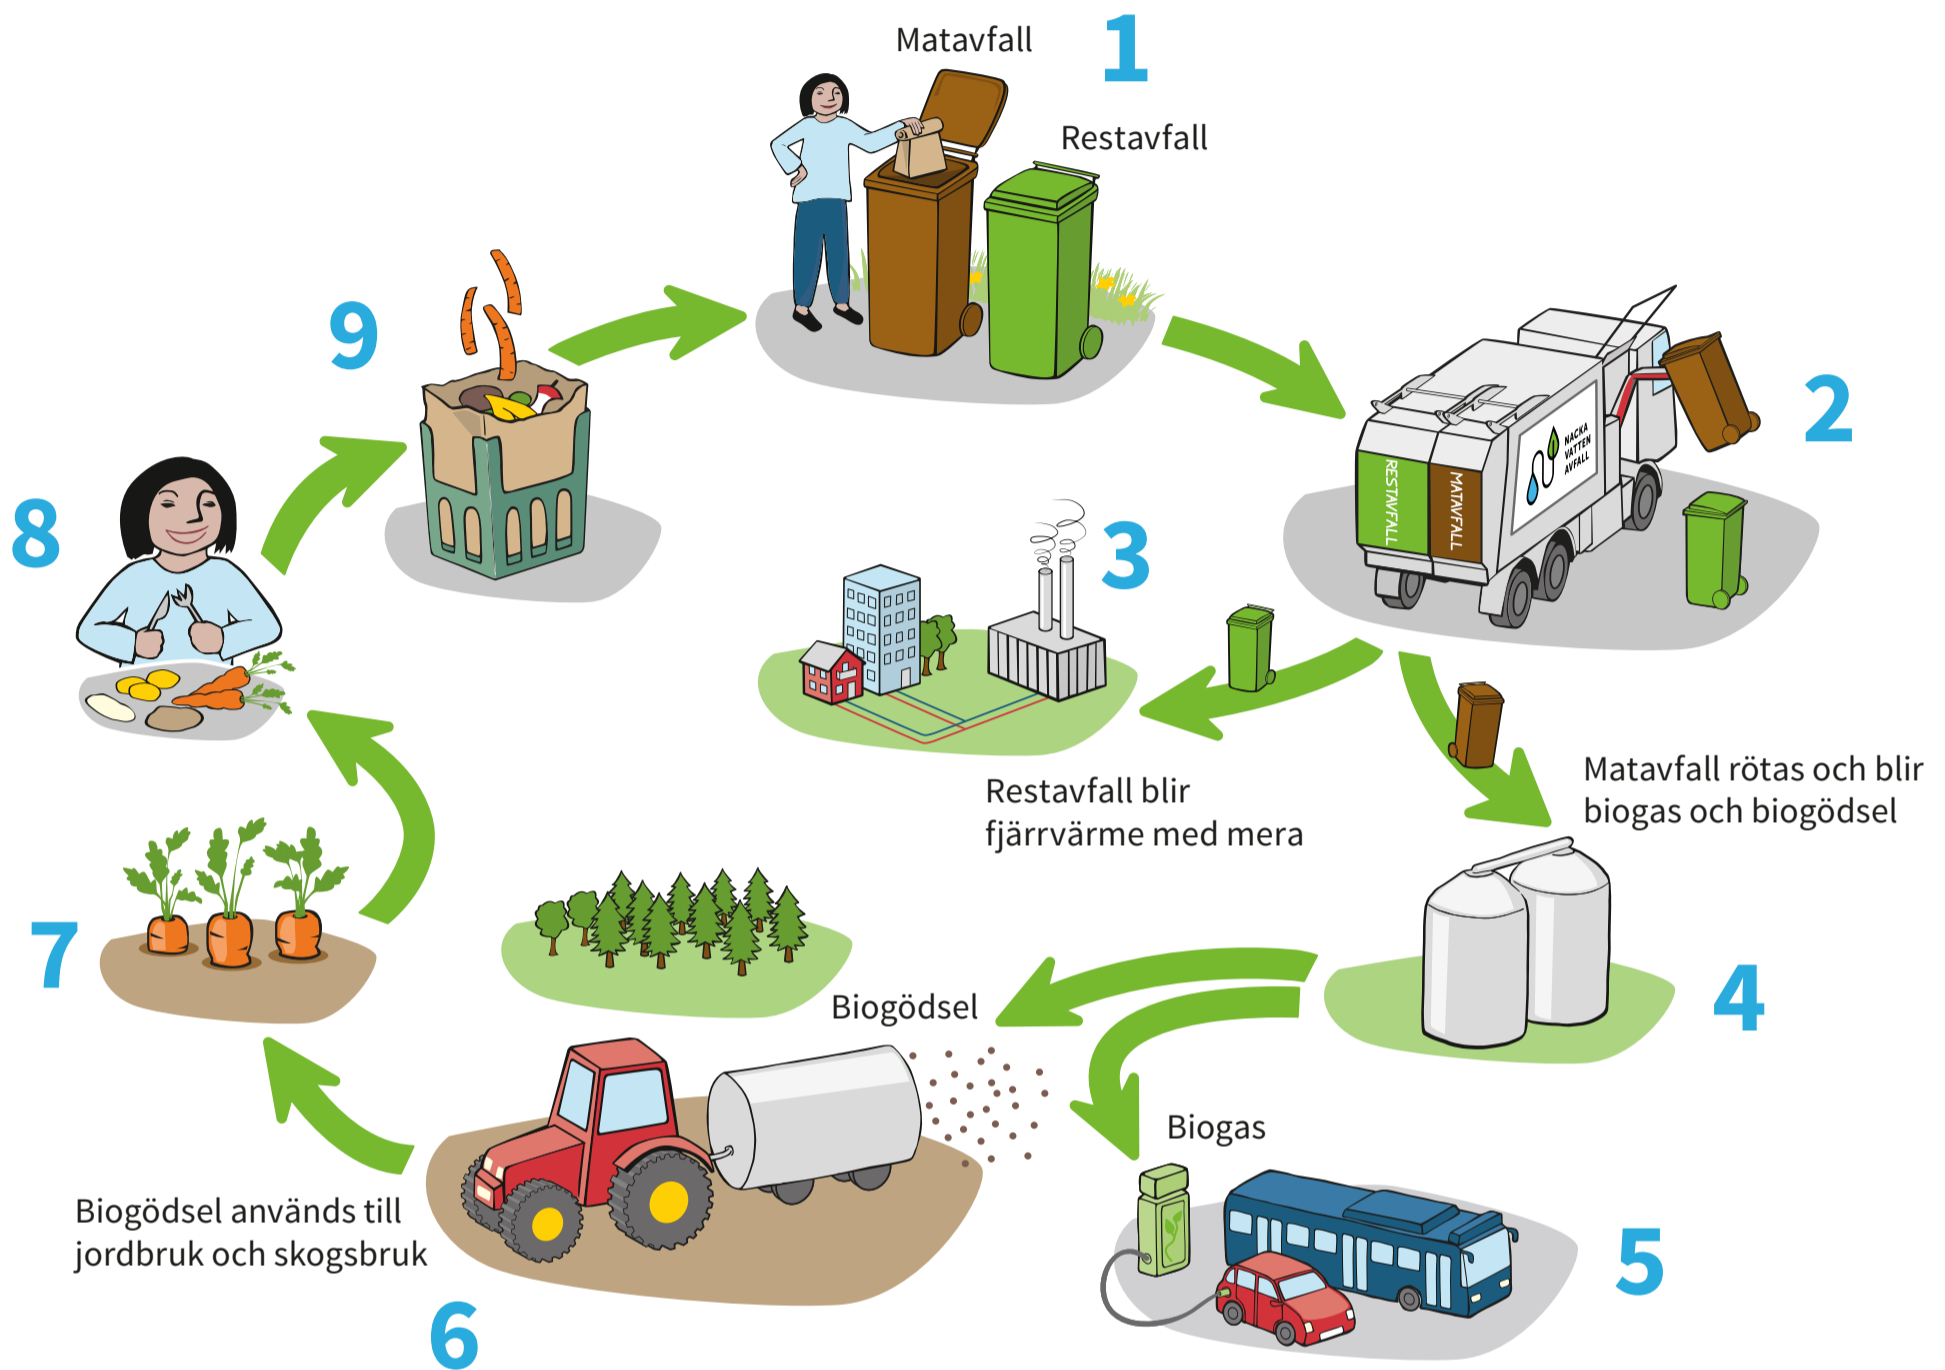 Matavfall
1
Restavfall
2
NACKA
VATTEN
AVFALL
RESTAVFALL
MATAVFALL
3
Restavfall blir
fjärrvärme med mera
Matavfall rötas och blir
biogas och biogödsel
4
Biogödsel
Biogas
5
Biogödsel används till
jordbruk och skogsbruk
6
7
8
9